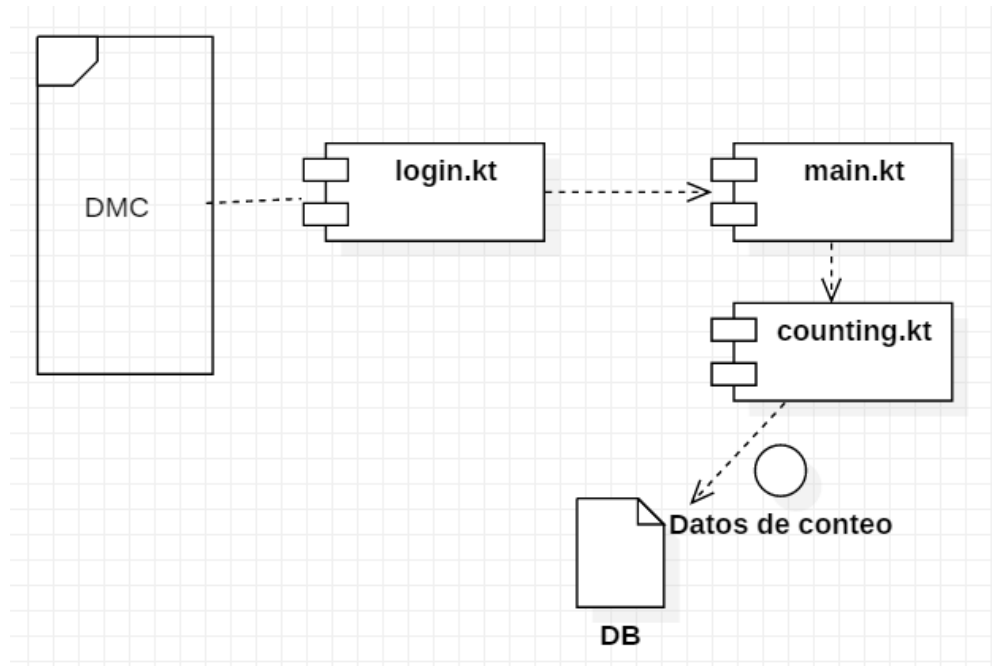 DMC
login.kt
main.kt
counting.kt
Datos de conteo
DB